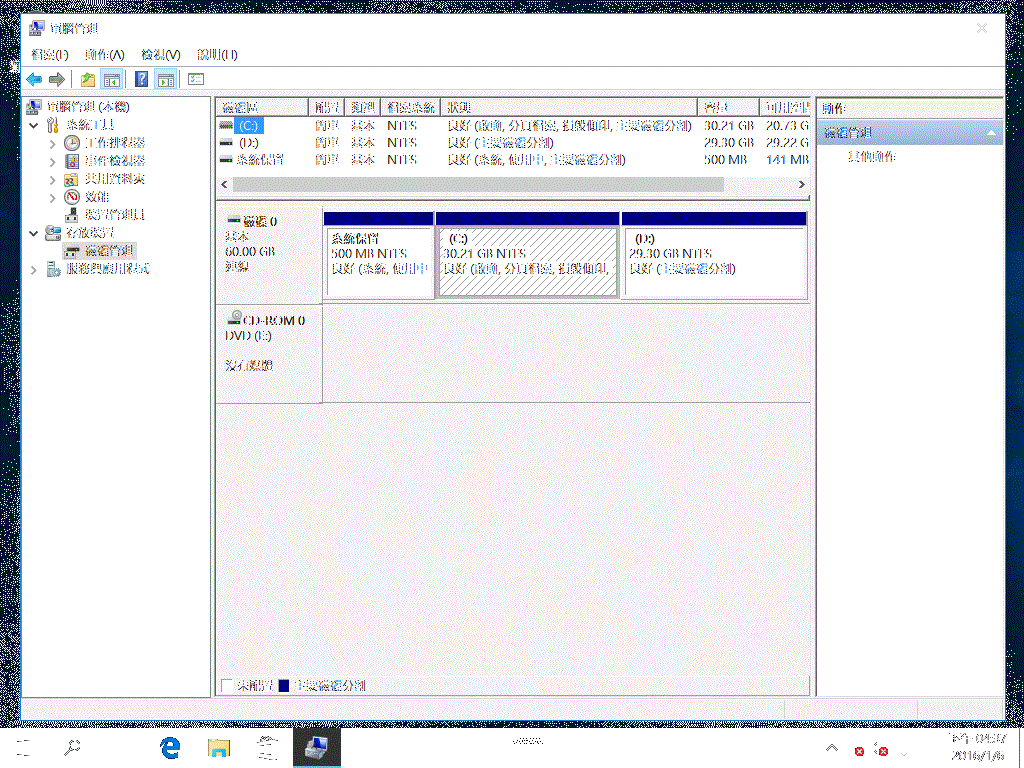 電腦管理
檔案(F) 動作(A) 檢視(V) 說明(H)
電腦管理 (本機)
系統工具
工作排程器
事件檢視器
共用資料夾
效能
裝置管理員
存放裝置
磁碟管理
服務與應用程式
磁碟區 配置 類型 檔案系統 狀態 容量 可用空間
(C:) 簡單 基本 NTFS 良好 (啟動, 分頁檔案, 損毀傾印, 主要磁碟分割) 30.21 GB 20.73 G
(D:) 簡單 基本 NTFS 良好 (主要磁碟分割) 29.30 GB 29.22 G
系統保留 簡單 基本 NTFS 良好 (系統, 使用中, 主要磁碟分割) 500 MB 141 MB
磁碟 0
基本
60.00 GB
連線
系統保留
500 MB NTFS
良好 (系統, 使用中
(C:)
30.21 GB NTFS
良好 (啟動, 分頁檔案, 損毀傾印,
(D:)
29.30 GB NTFS
良好 (主要磁碟分割)
CD-ROM 0
DVD (E:)
沒有媒體
未配置 主要磁碟分割
動作
磁碟管理
其他動作
2016/1/6